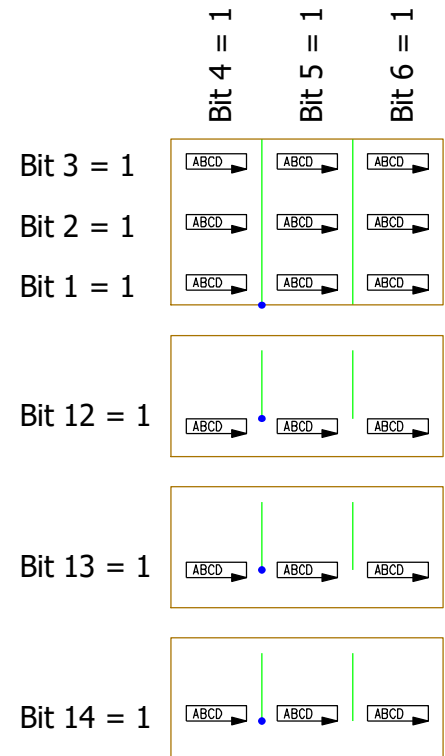 Bit 4 = 1
Bit 5 = 1
Bit 6 = 1
Bit 3 = 1
ABCD
ABCD
ABCD
Bit 2 = 1
ABCD
ABCD
ABCD
Bit 1 = 1
ABCD
ABCD
ABCD
Bit 12 = 1
ABCD
ABCD
ABCD
Bit 13 = 1
ABCD
ABCD
ABCD
Bit 14 = 1
ABCD
ABCD
ABCD